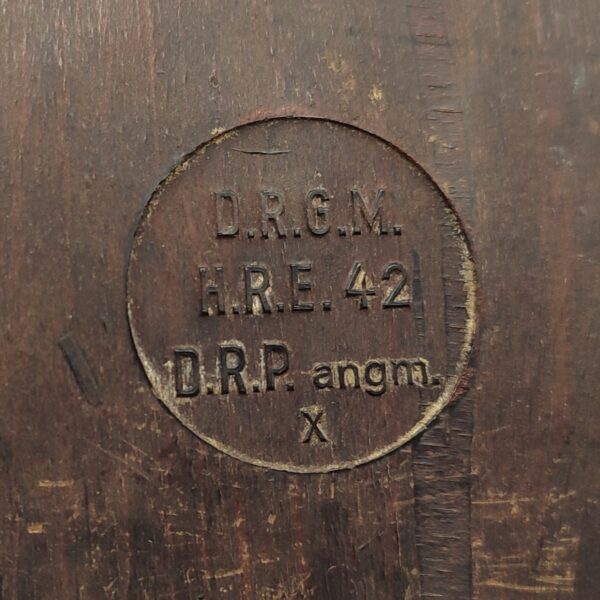 D.R.G.M.
H.R.E. 42
D.R.P. angm.
X